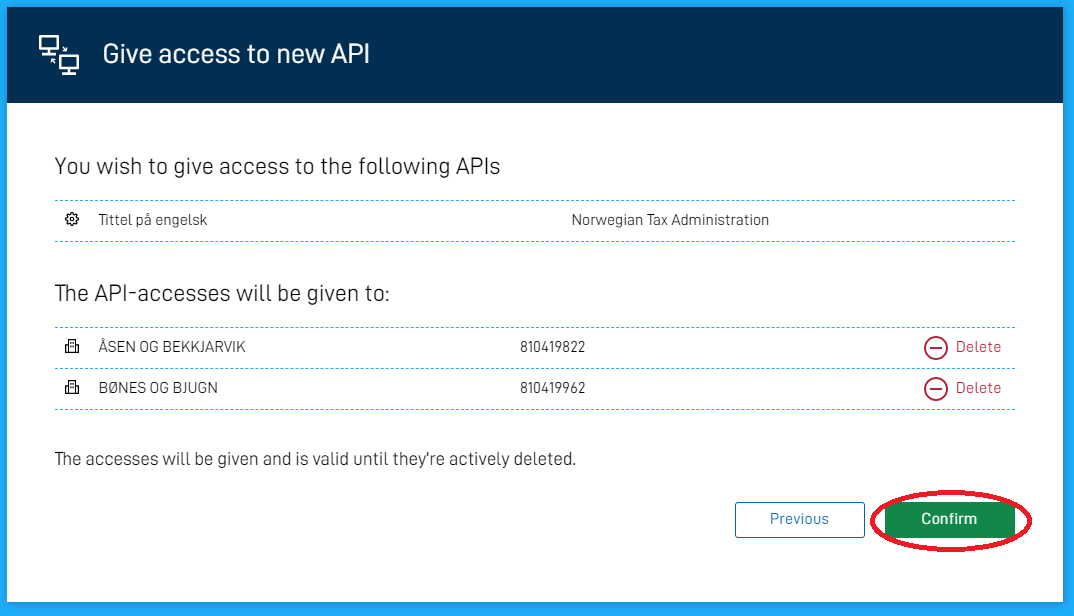 Give access to new API
You wish to give access to the following APIs
Tittel på engelsk Norwegian Tax Administration
The API-accesses will be given to:
ÅSEN OG BEKKJARVIK 810419822 Delete
BØNES OG BJUGN 810419962 Delete
The accesses will be given and is valid until they're actively deleted.
Previous Confirm